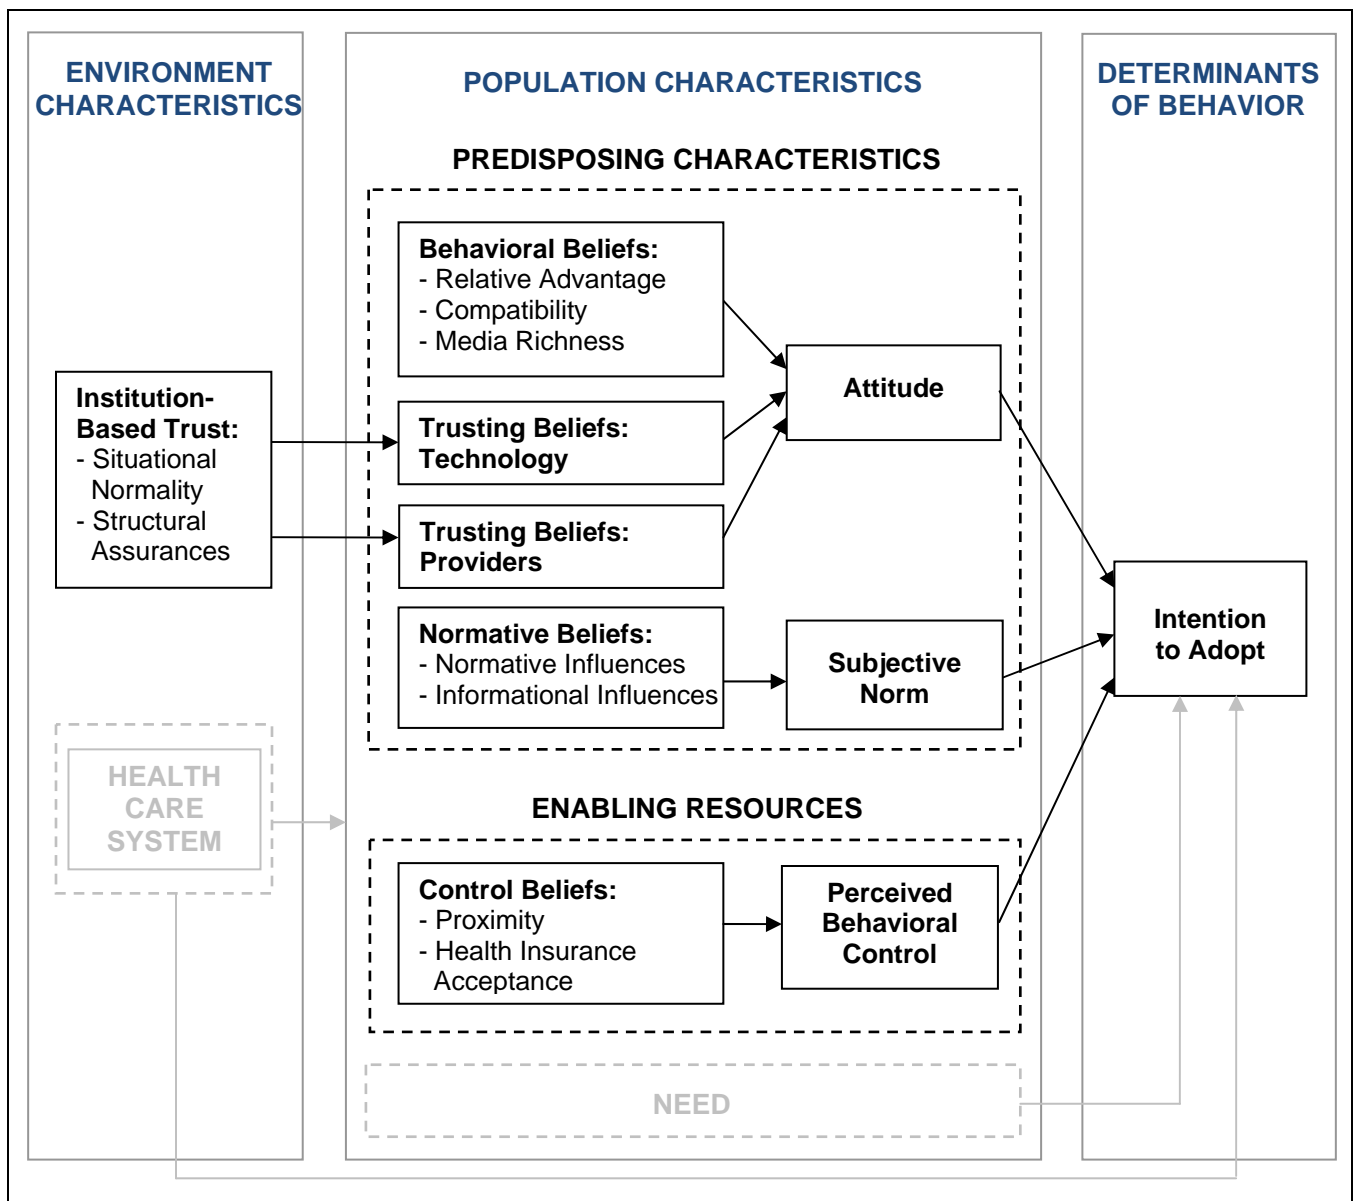 ENVIRONMENT
CHARACTERISTICS
POPULATION CHARACTERISTICS
DETERMINANTS
OF BEHAVIOR
PREDISPOSING CHARACTERISTICS
Behavioral Beliefs:
- Relative Advantage
- Compatibility
- Media Richness
Attitude
Institution-
Based Trust:
- Situational
Normality
- Structural
Assurances
Trusting Beliefs:
Technology
Trusting Beliefs:
Providers
Normative Beliefs:
- Normative Influences
- Informational Influences
Subjective
Norm
Intention
to Adopt
HEALTH
CARE
SYSTEM
ENABLING RESOURCES
Control Beliefs:
- Proximity
- Health Insurance
Acceptance
Perceived
Behavioral
Control
NEED